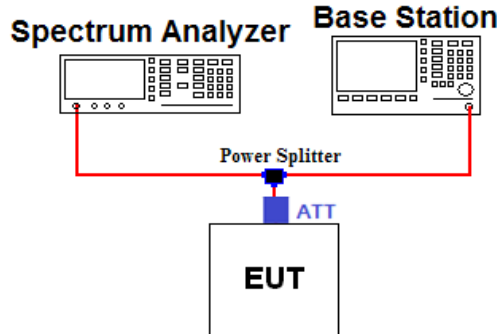 Base Station
Spectrum Analyzer
Power Splitter
ATT
EUT